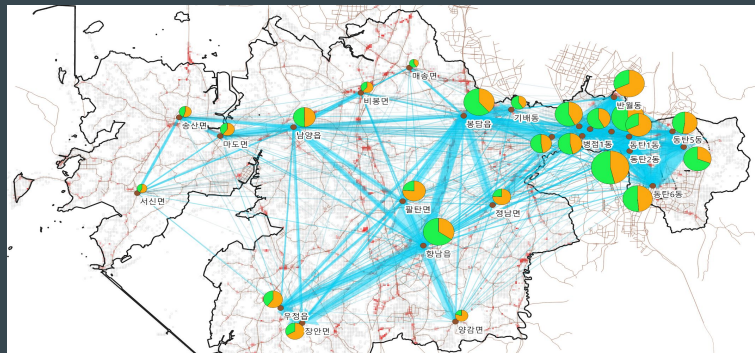 매송면
비봉면
송산면
마도면
남양읍
봉담읍
기배동
반월동
병점1동
동탄1동
동탄5동
동탄2동
동탄6동
서신면
팔탄면
정남면
향남읍
우정읍
장안면
양감면